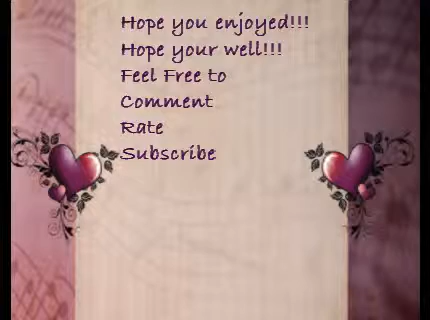 Hope you enjoyed!!!
Hope your well!!!
Feel Free to
Comment
Rate
Subscribe